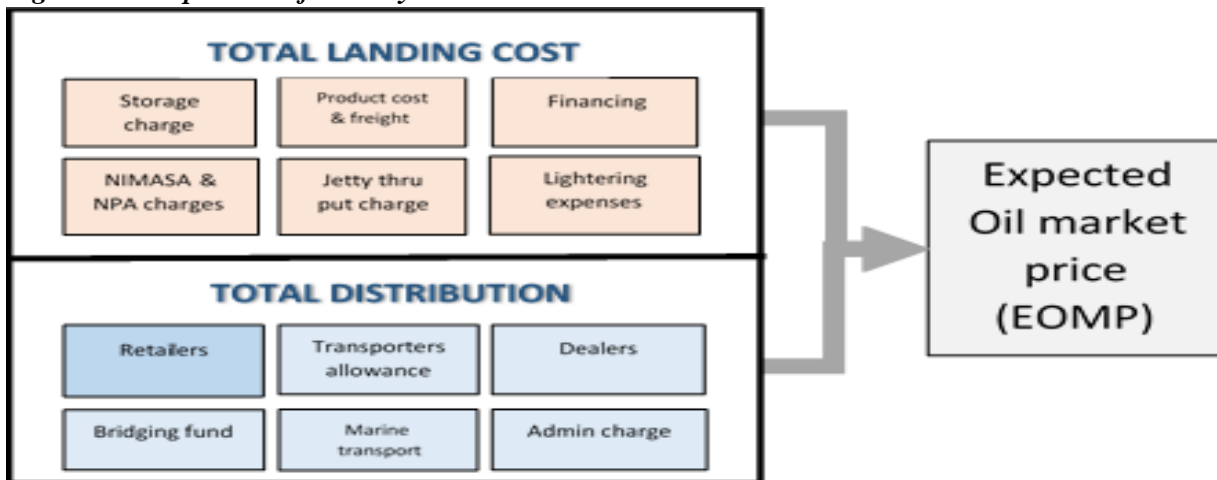 TOTAL LANDING COST
Storage
charge
Product cost
& freight
Financing
NIMASA &
NPA charges
Jetty thru
put charge
Lightering
expenses
TOTAL DISTRIBUTION
Retailers
Transporters
allowance
Dealers
Bridging fund
Marine
transport
Admin charge
Expected
Oil market
price
(EOMP)